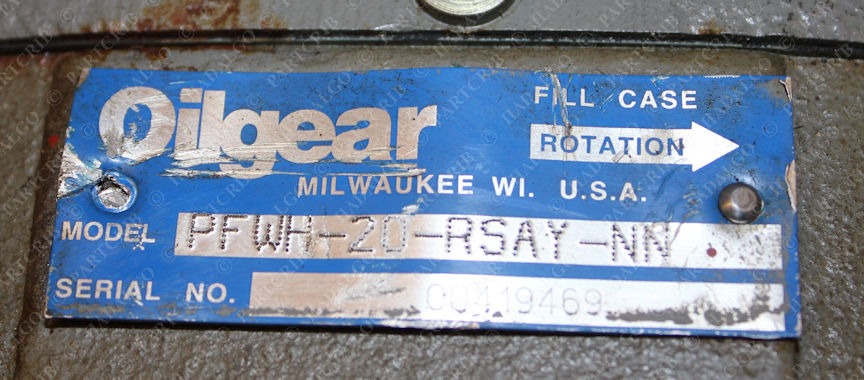 Oilgear
FILL CASE
ROTATION
MILWAUKEE WI. U.S.A.
MODEL PFWH-20-RSAY-NN
SERIAL NO. 00419469